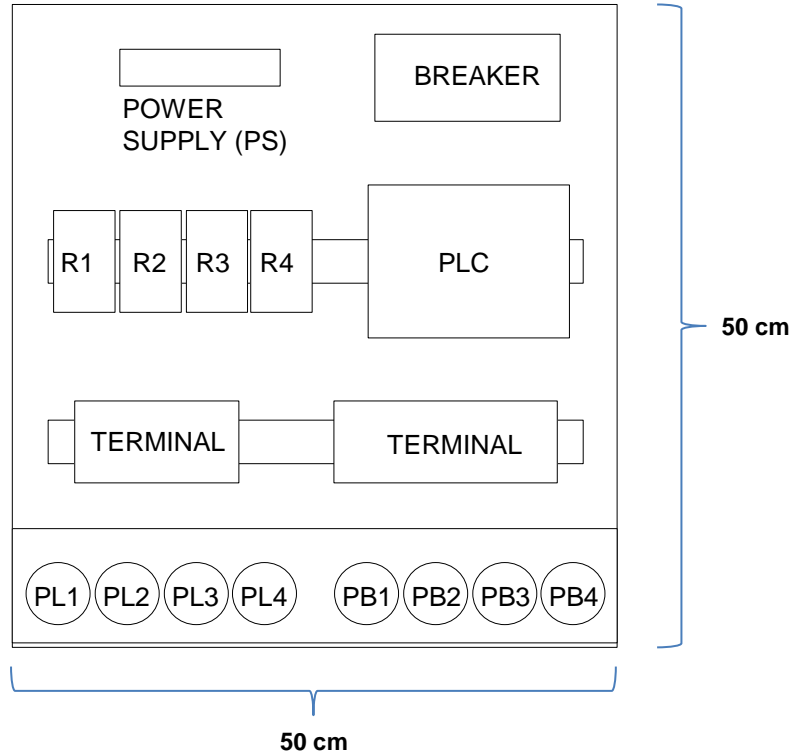 BREAKER
POWER
SUPPLY (PS)
R1 R2 R3 R4 PLC
50 cm
TERMINAL TERMINAL
PL1 PL2 PL3 PL4 PB1 PB2 PB3 PB4
50 cm